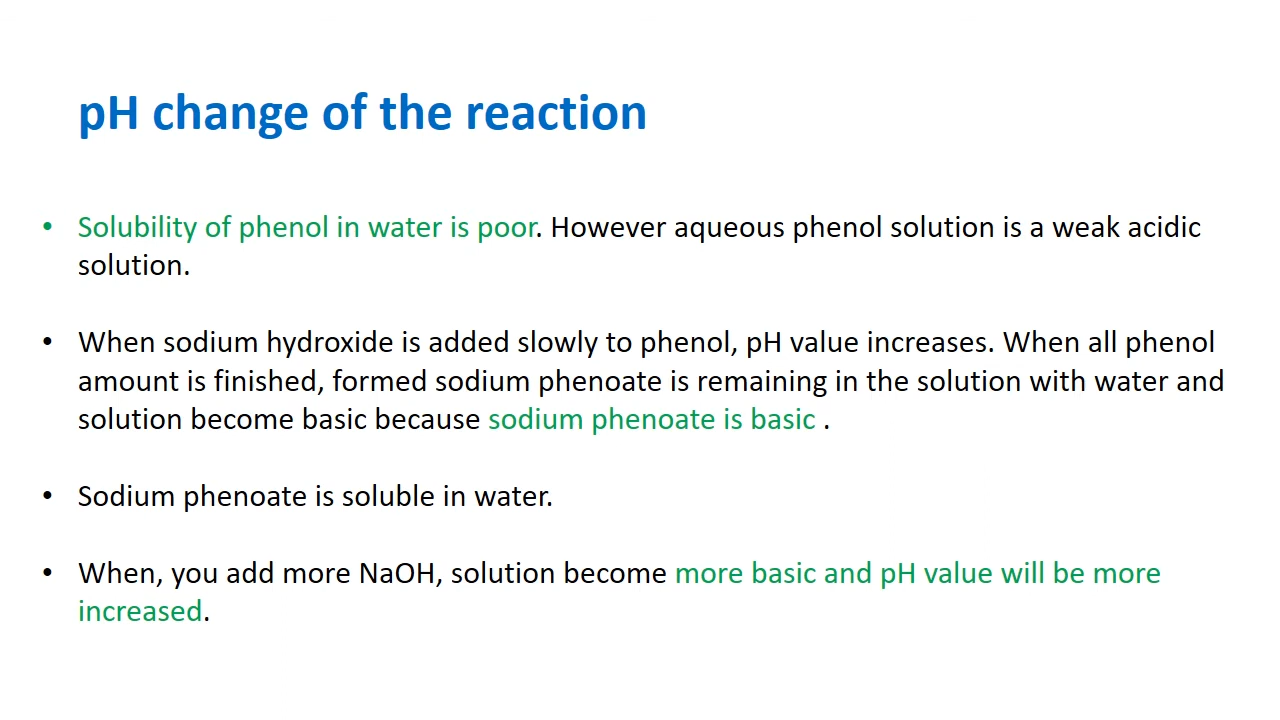 pH change of the reaction
• Solubility of phenol in water is poor. However aqueous phenol solution is a weak acidic
solution.
• When sodium hydroxide is added slowly to phenol, pH value increases. When all phenol
amount is finished, formed sodium phenoate is remaining in the solution with water and
solution become basic because sodium phenoate is basic .
• Sodium phenoate is soluble in water.
• When, you add more NaOH, solution become more basic and pH value will be more
increased.